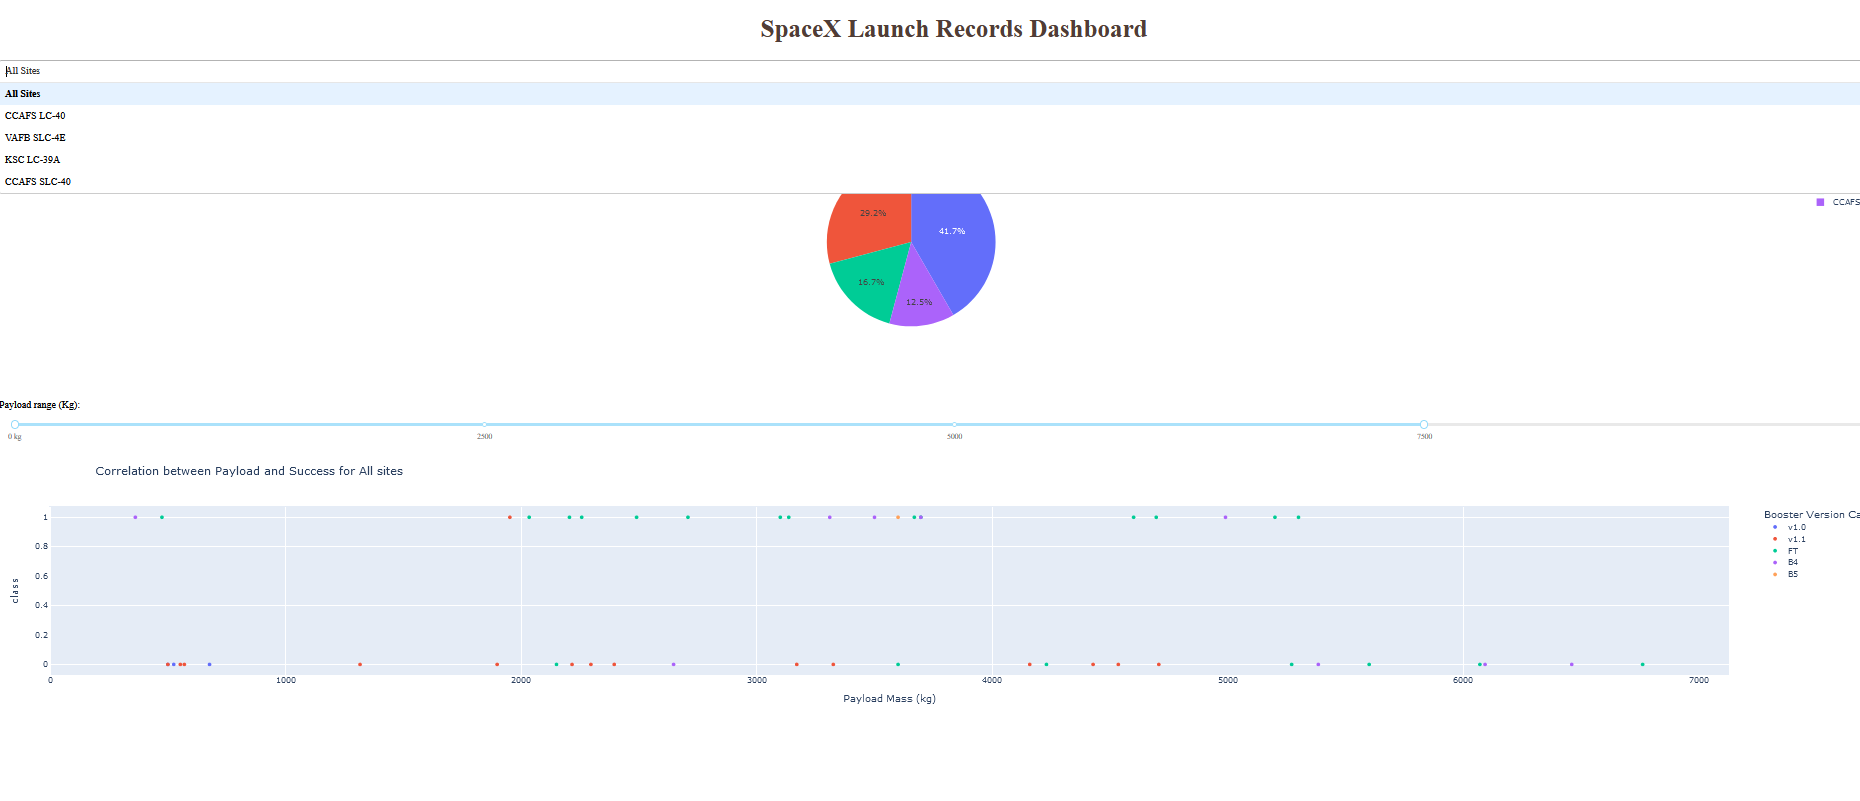 SpaceX Launch Records Dashboard
All Sites
All Sites
CCAFS LC-40
VAFB SLC-4E
KSC LC-39A
CCAFS SLC-40
CCAFS
29.2%
41.7%
16.7%
12.5%
Payload range (Kg):
0 kg 2500 5000 7500
Correlation between Payload and Success for All sites
Booster Version Ca
v1.0
v1.1
FT
B4
B5
class
1
0.8
0.6
0.4
0.2
0
0 1000 2000 3000 4000 5000 6000 7000
Payload Mass (kg)